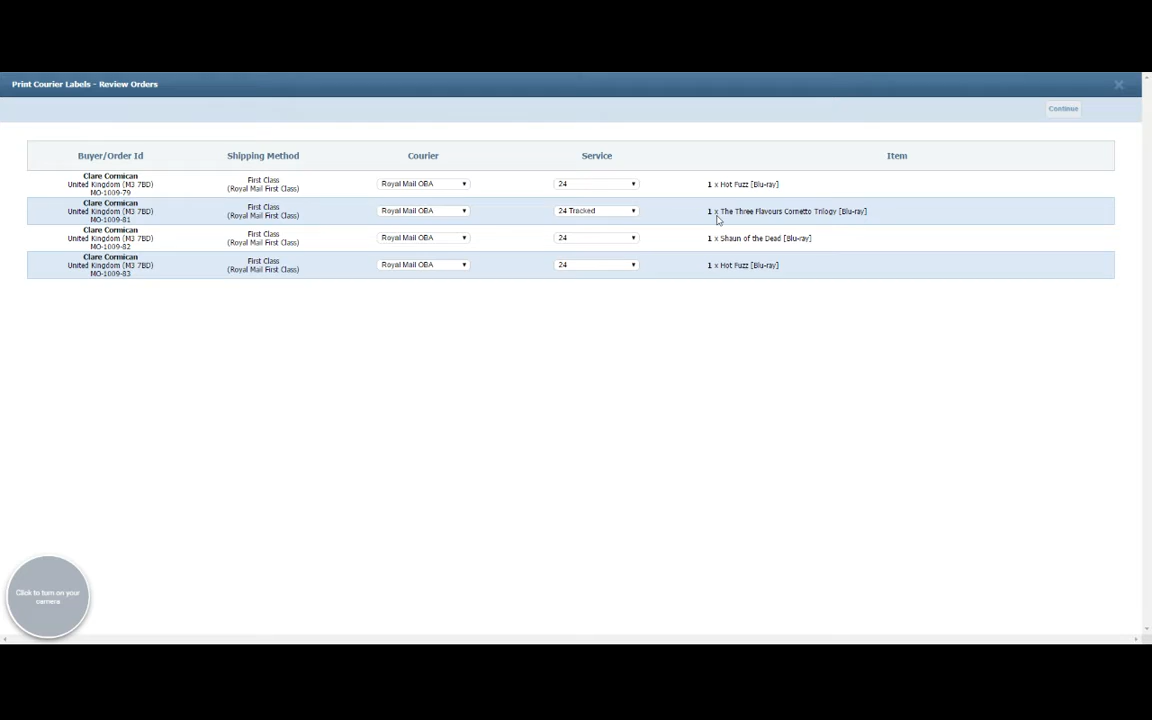 Print Courier Labels - Review Orders
Continue
Buyer/Order Id Shipping Method Courier Service Item
Clare Cormican
United Kingdom (M3 7BD)
MO-1009-79
First Class
(Royal Mail First Class)
Royal Mail OBA
24
1 x Hot Fuzz [Blu-ray]
Clare Cormican
United Kingdom (M3 7BD)
MO-1009-81
First Class
(Royal Mail First Class)
Royal Mail OBA
24 Tracked
1 x The Three Flavours Cornetto Trilogy [Blu-ray]
Clare Cormican
United Kingdom (M3 7BD)
MO-1009-82
First Class
(Royal Mail First Class)
Royal Mail OBA
24
1 x Shaun of the Dead [Blu-ray]
Clare Cormican
United Kingdom (M3 7BD)
MO-1009-83
First Class
(Royal Mail First Class)
Royal Mail OBA
24
1 x Hot Fuzz [Blu-ray]
Click to turn on your
camera